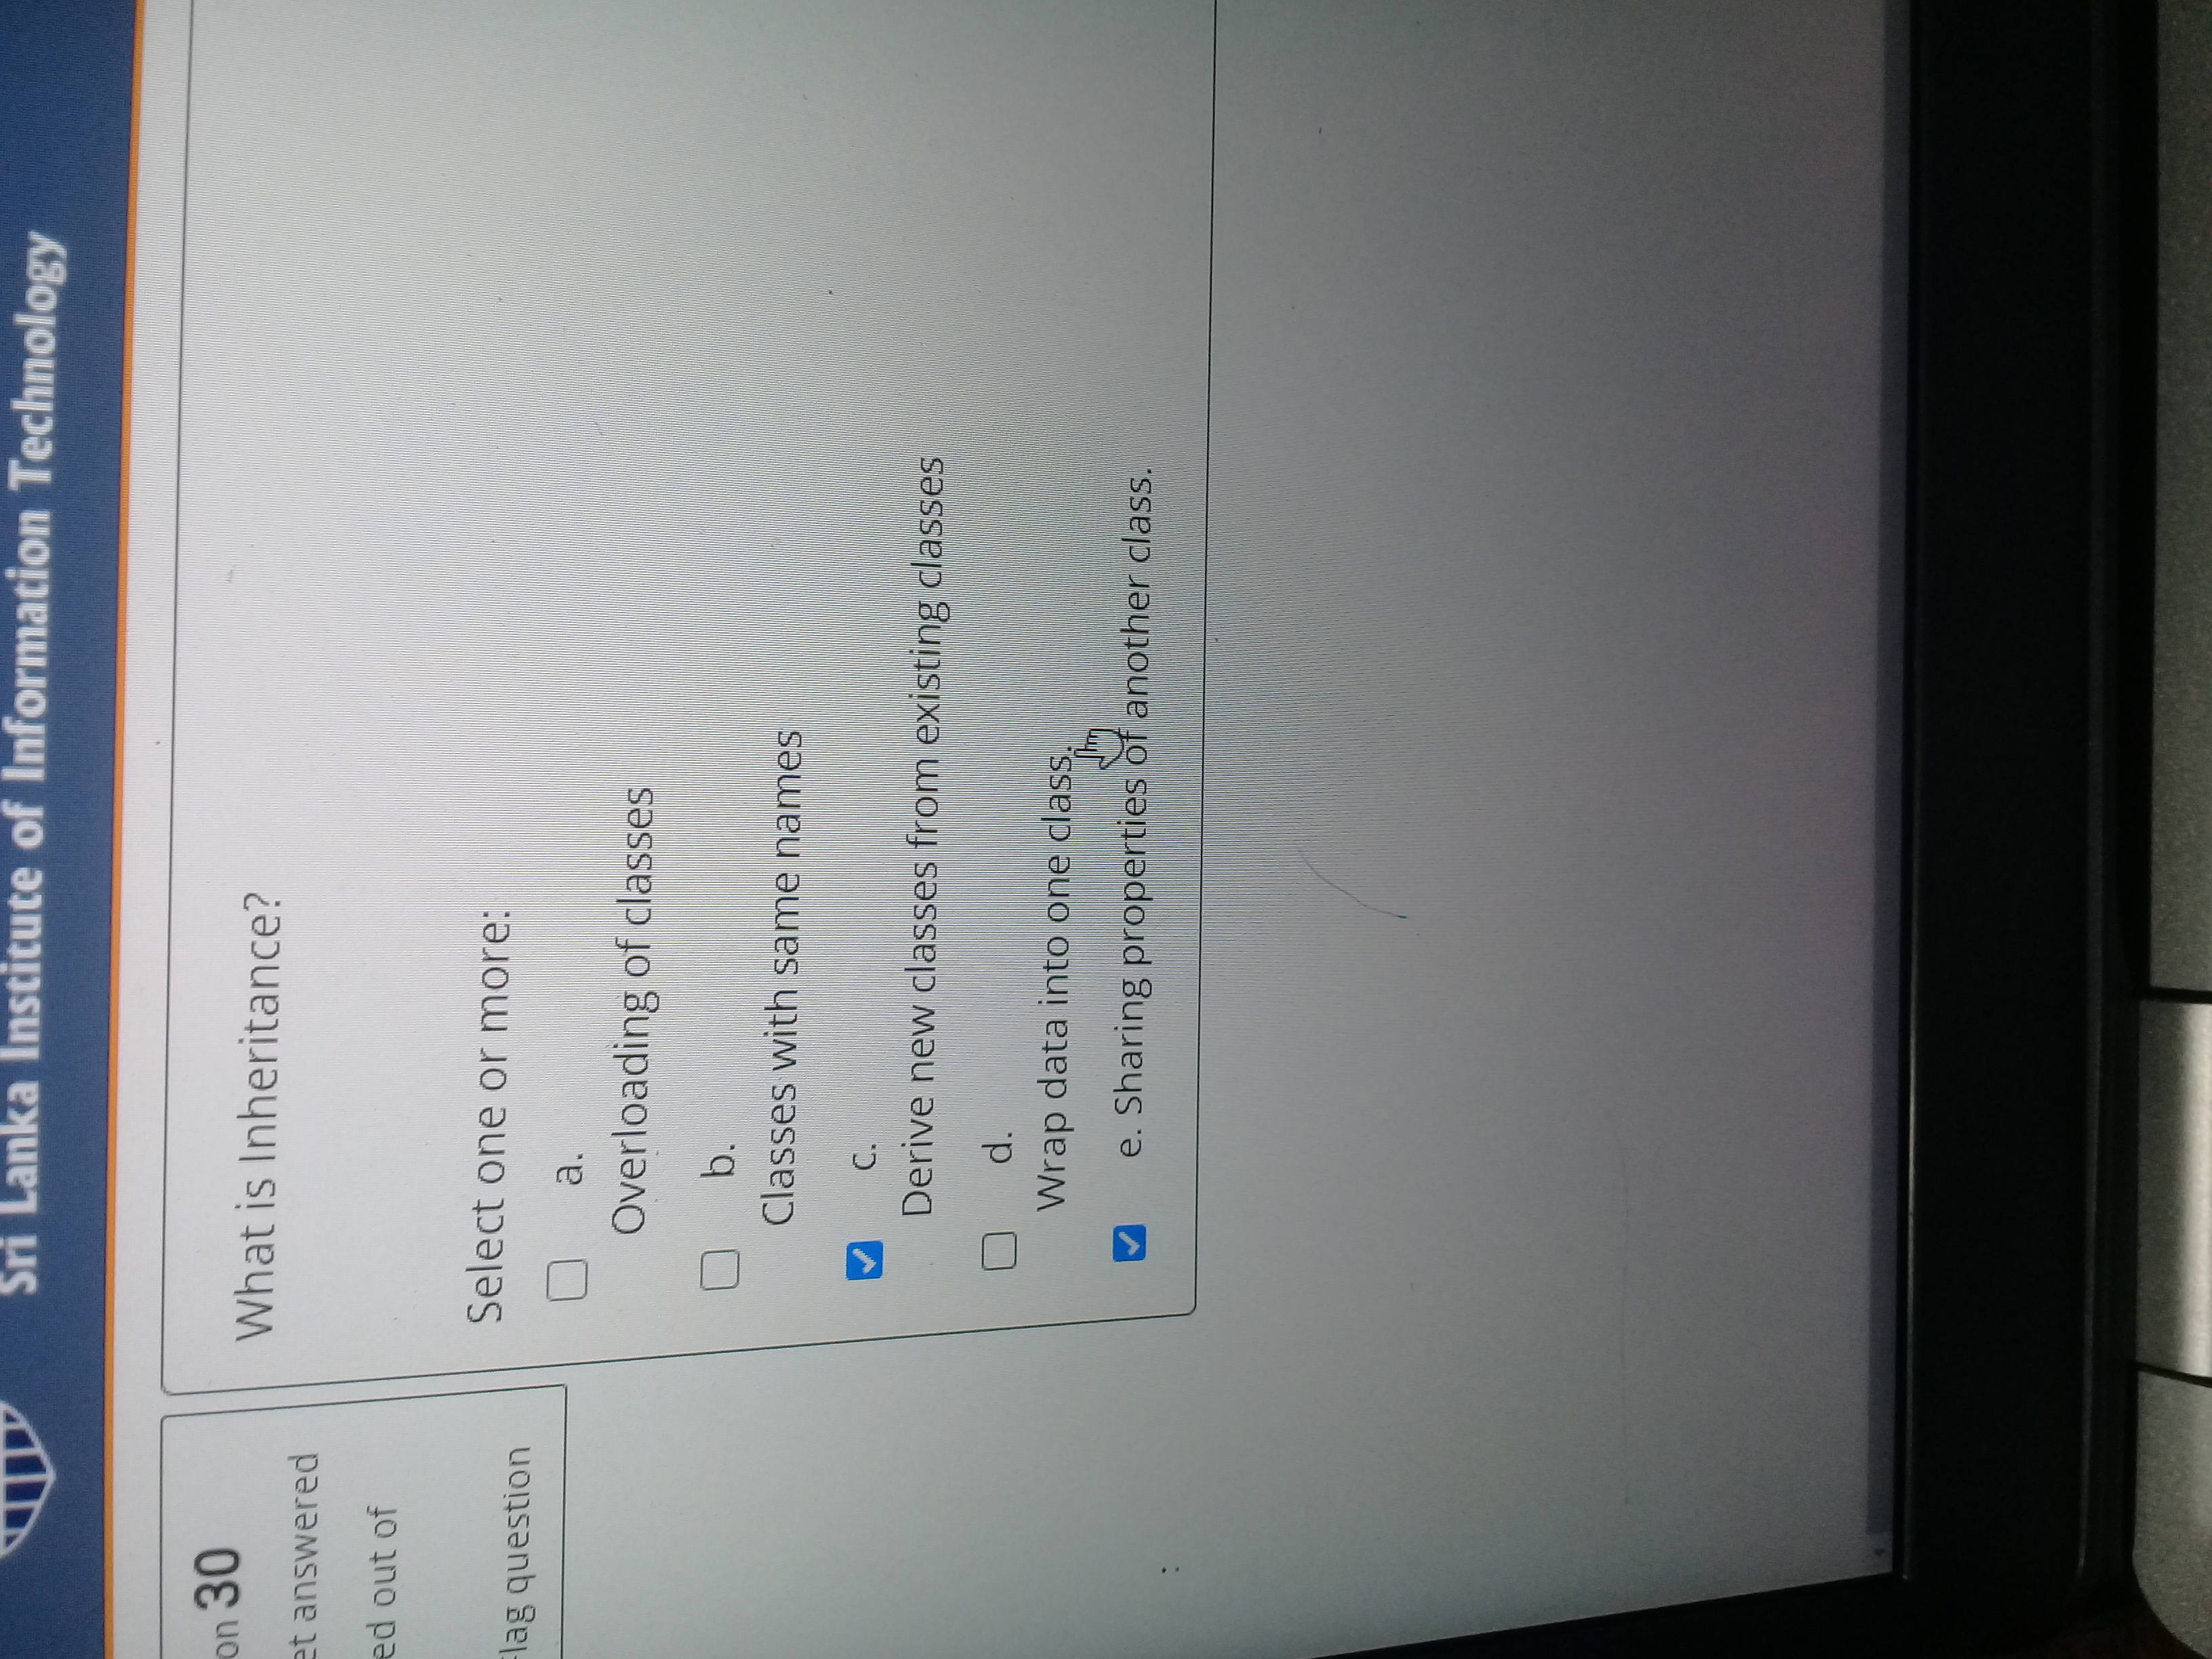 Sri Lanka Institute of Information Technology
on 30
et answered
ed out of
Flag question
What is Inheritance?
Select one or more:
a.
Overloading of classes
b.
Classes with same names
c.
Derive new classes from existing classes
d.
Wrap data into one class.
e. Sharing properties of another class.